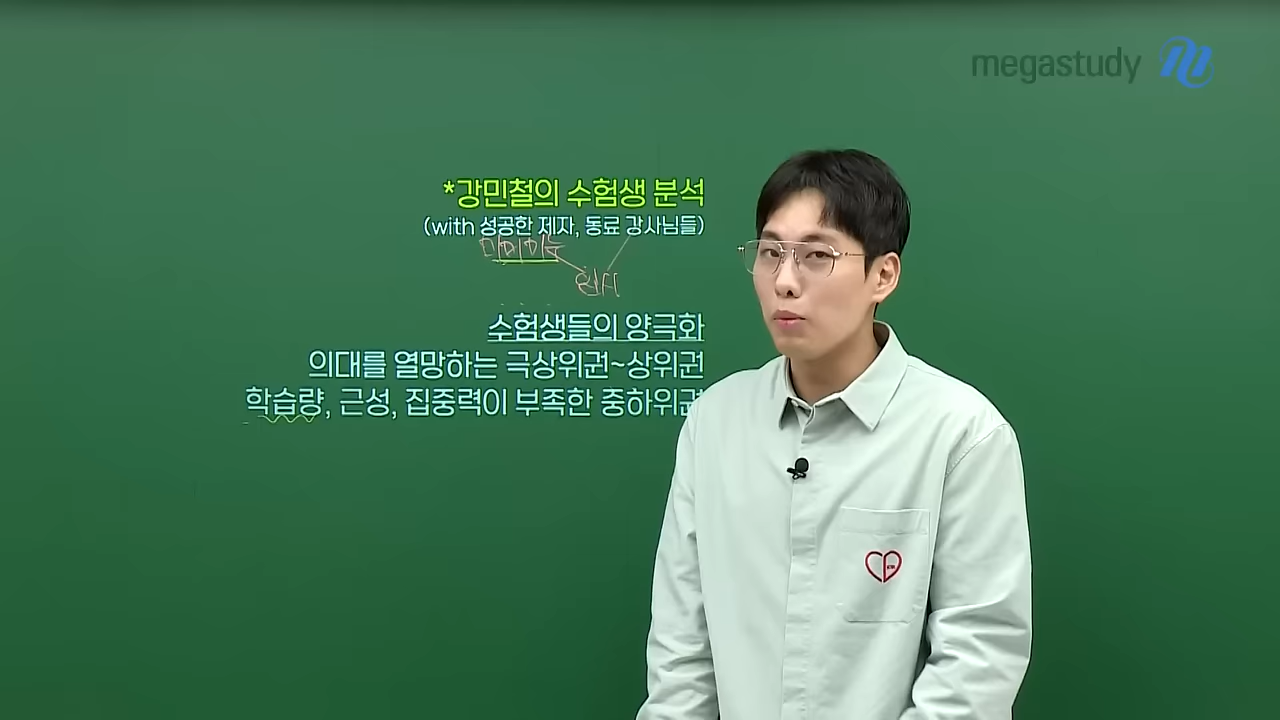 megastudy
*강민철의 수험생 분석
(with 성공한 제자, 동료 강사님들)
수험생들의 양극화
의대를 열망하는 극상위권~상위권
학습량, 근성, 집중력이 부족한 중하위권